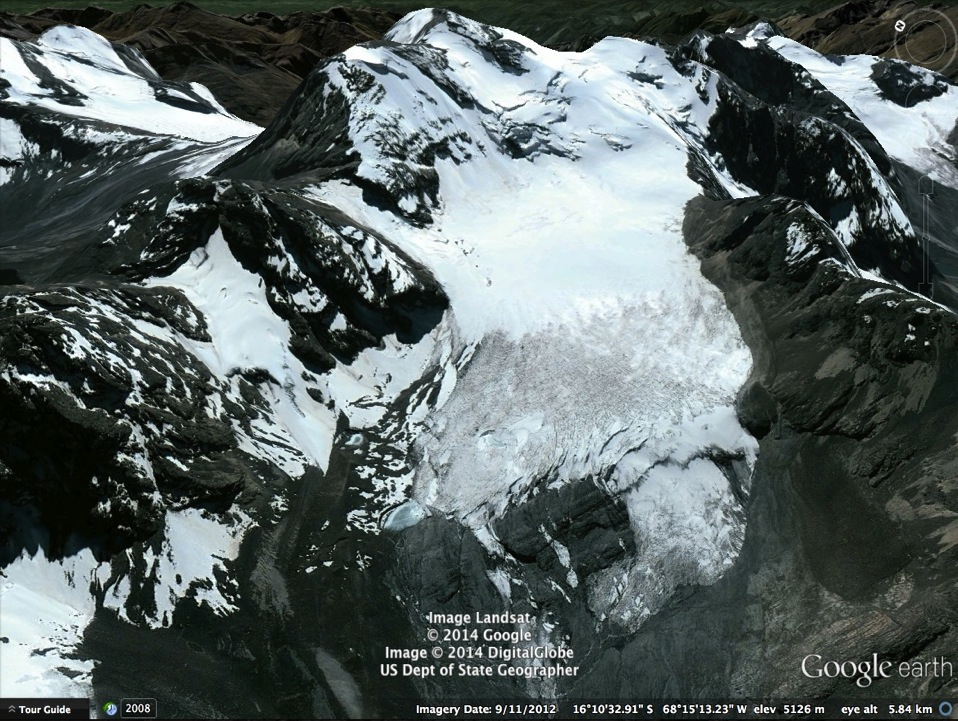 Image Landsat
© 2014 Google
Image © 2014 DigitalGlobe
US Dept of State Geographer
Google earth
Tour Guide
2008
Imagery Date: 9/11/2012 16°10'32.91" S 68°15'13.23" W elev 5126 m eye alt 5.84 km